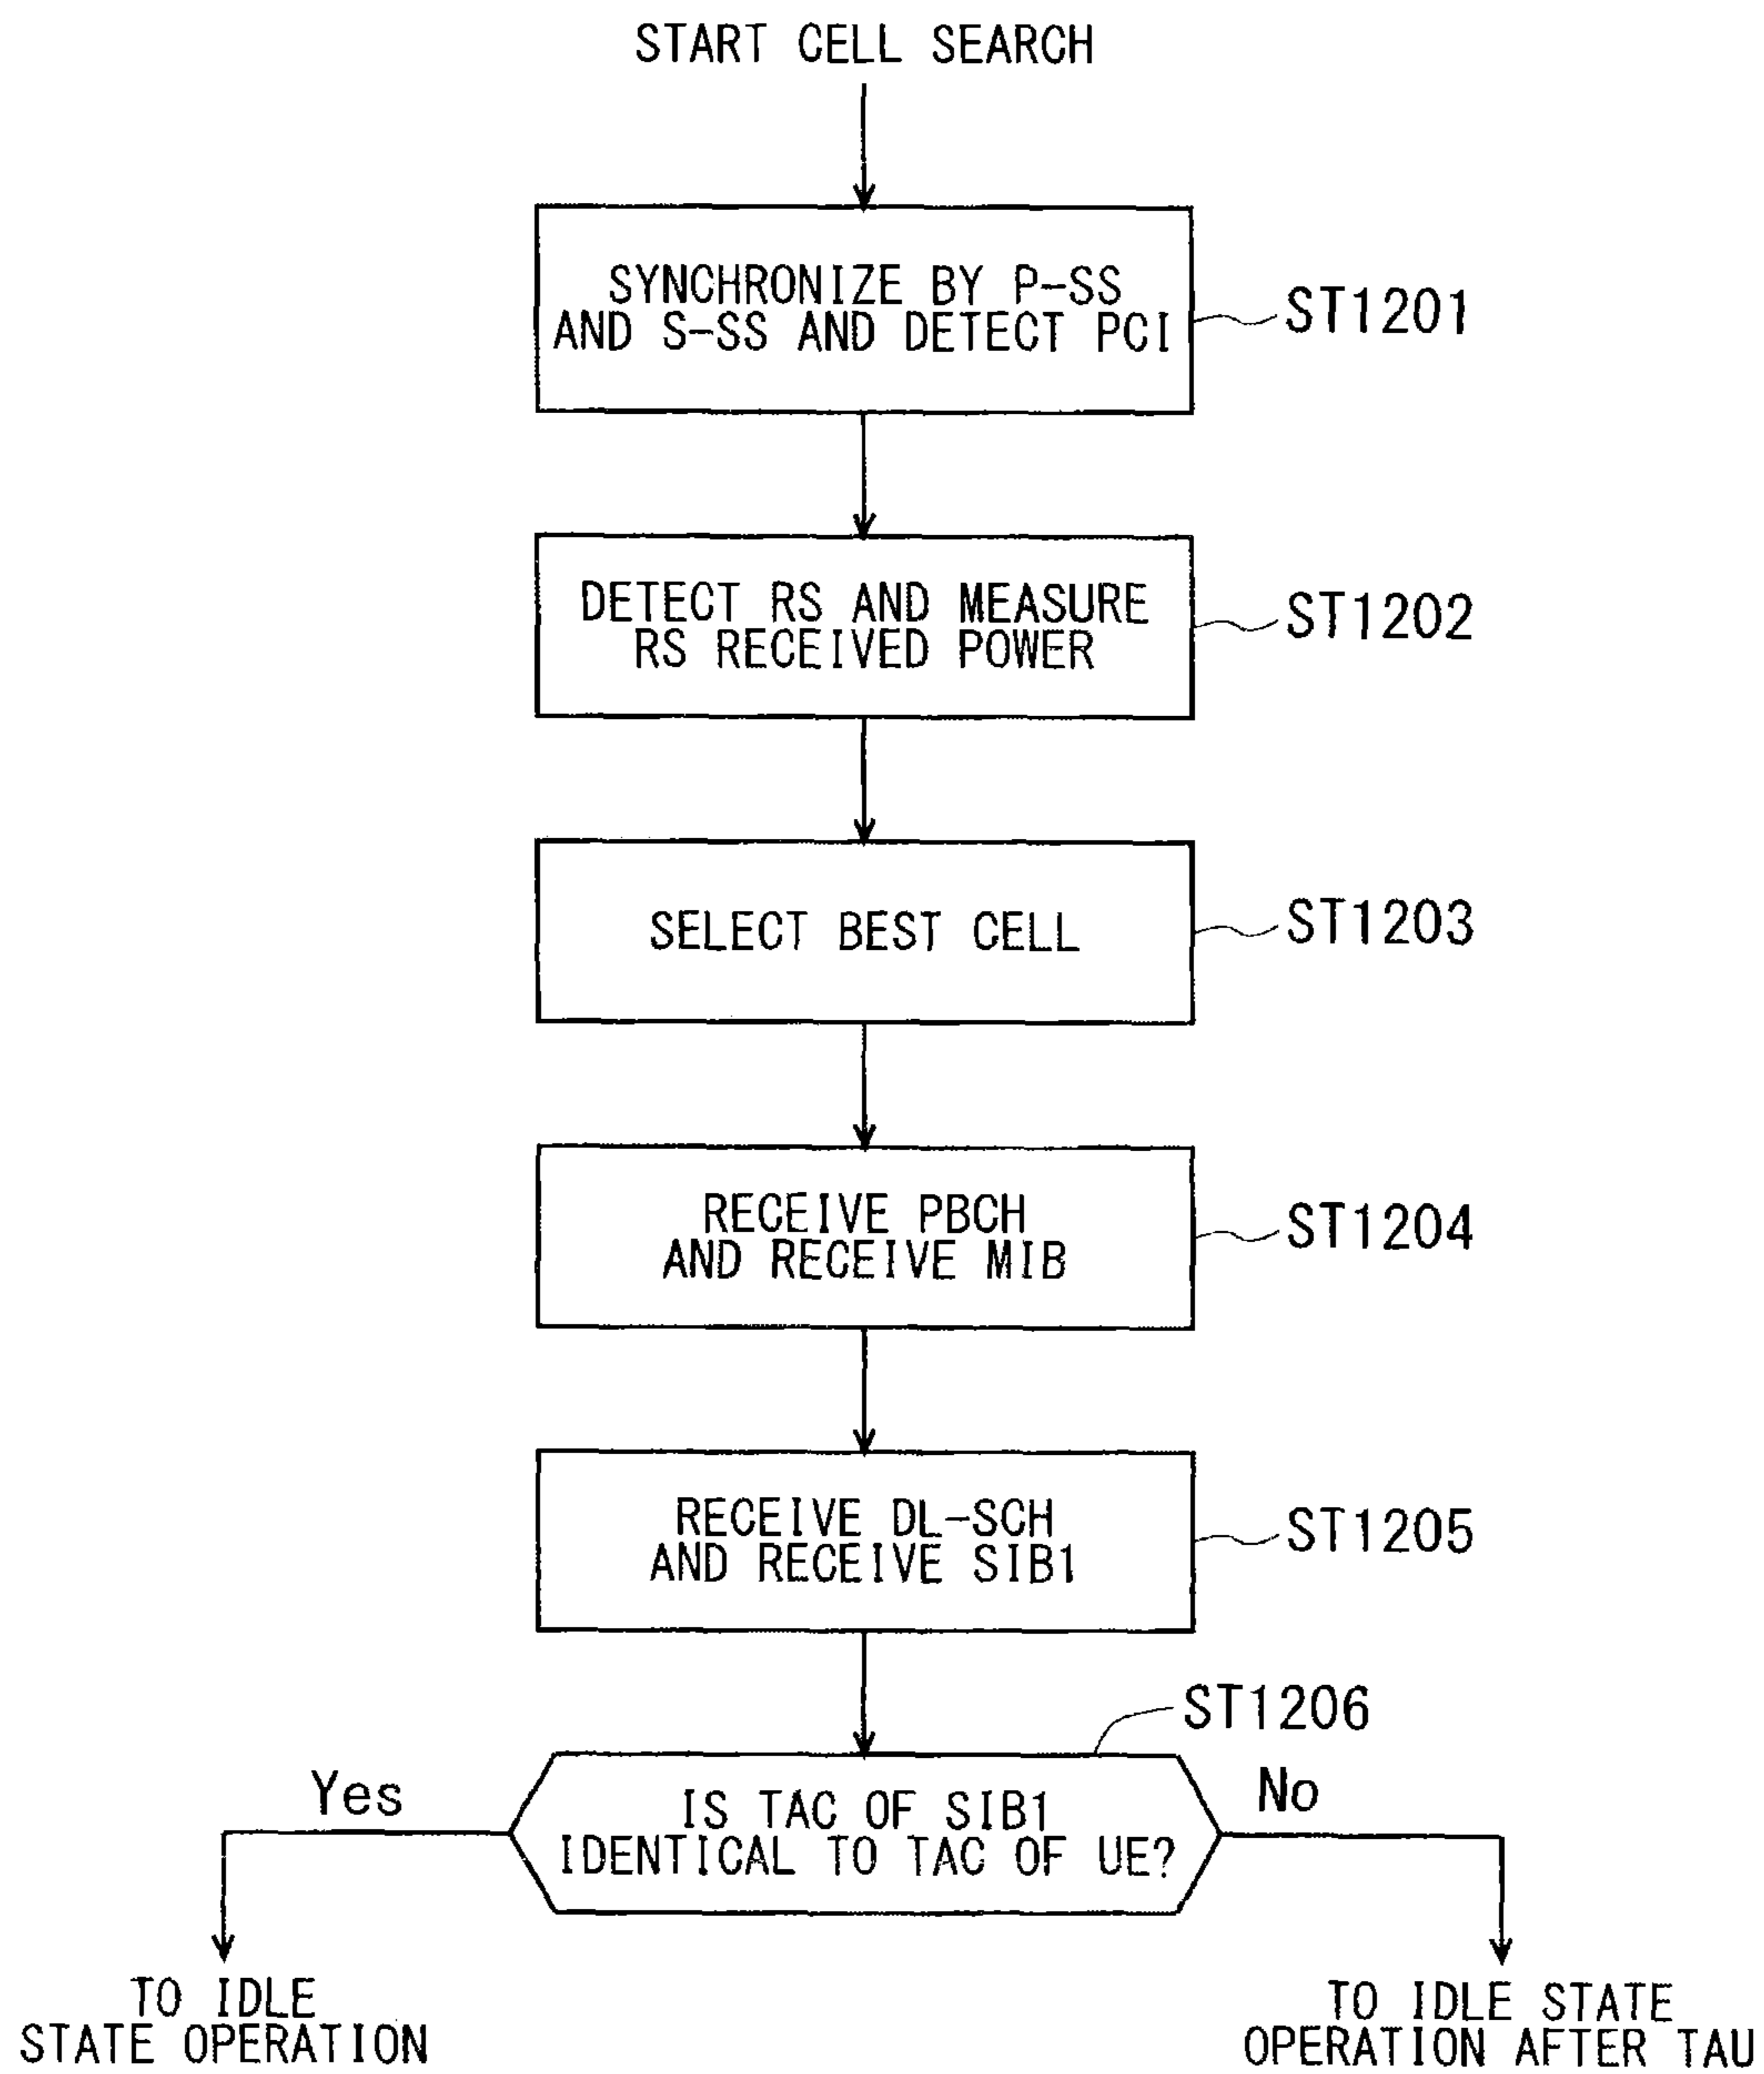 START CELL SEARCH
SYNCHRONIZE BY P-SS
AND S-SS AND DETECT PCI
ST1201
DETECT RS AND MEASURE
RS RECEIVED POWER
ST1202
SELECT BEST CELL
ST1203
RECEIVE PBCH
AND RECEIVE MIB
ST1204
RECEIVE DL-SCH
AND RECEIVE SIB1
ST1205
ST1206
Yes
IS TAC OF SIB1
IDENTICAL TO TAC OF UE?
No
TO IDLE
STATE OPERATION
TO IDLE STATE
OPERATION AFTER TAU